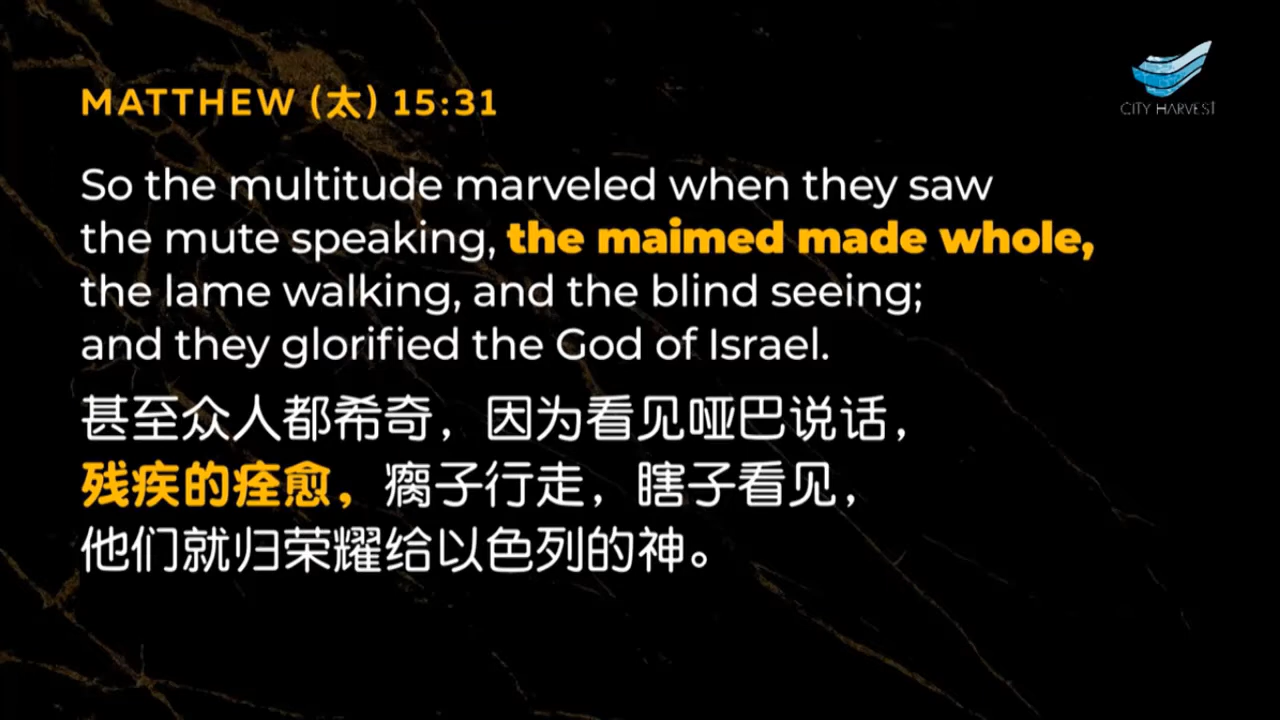 MATTHEW (太) 15:31
CITY HARVEST
So the multitude marveled when they saw
the mute speaking, the maimed made whole,
the lame walking, and the blind seeing;
and they glorified the God of Israel.
甚至众人都希奇，因为看见哑巴说话，
残疾的痊愈，瘸子行走，瞎子看见，
他们就归荣耀给以色列的神。